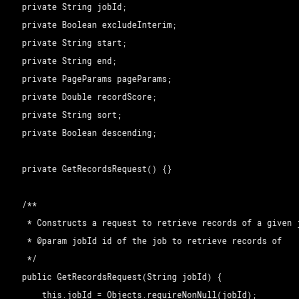 private String jobId;
private Boolean excludeInterim;
private String start;
private String end;
private PageParams pageParams;
private Double recordScore;
private String sort;
private Boolean descending;
private GetRecordsRequest() {}
/**
* Constructs a request to retrieve records of a given
* @param jobId id of the job to retrieve records of
*/
public GetRecordsRequest(String jobId) {
this.jobId = Objects.requireNonNull(jobId);